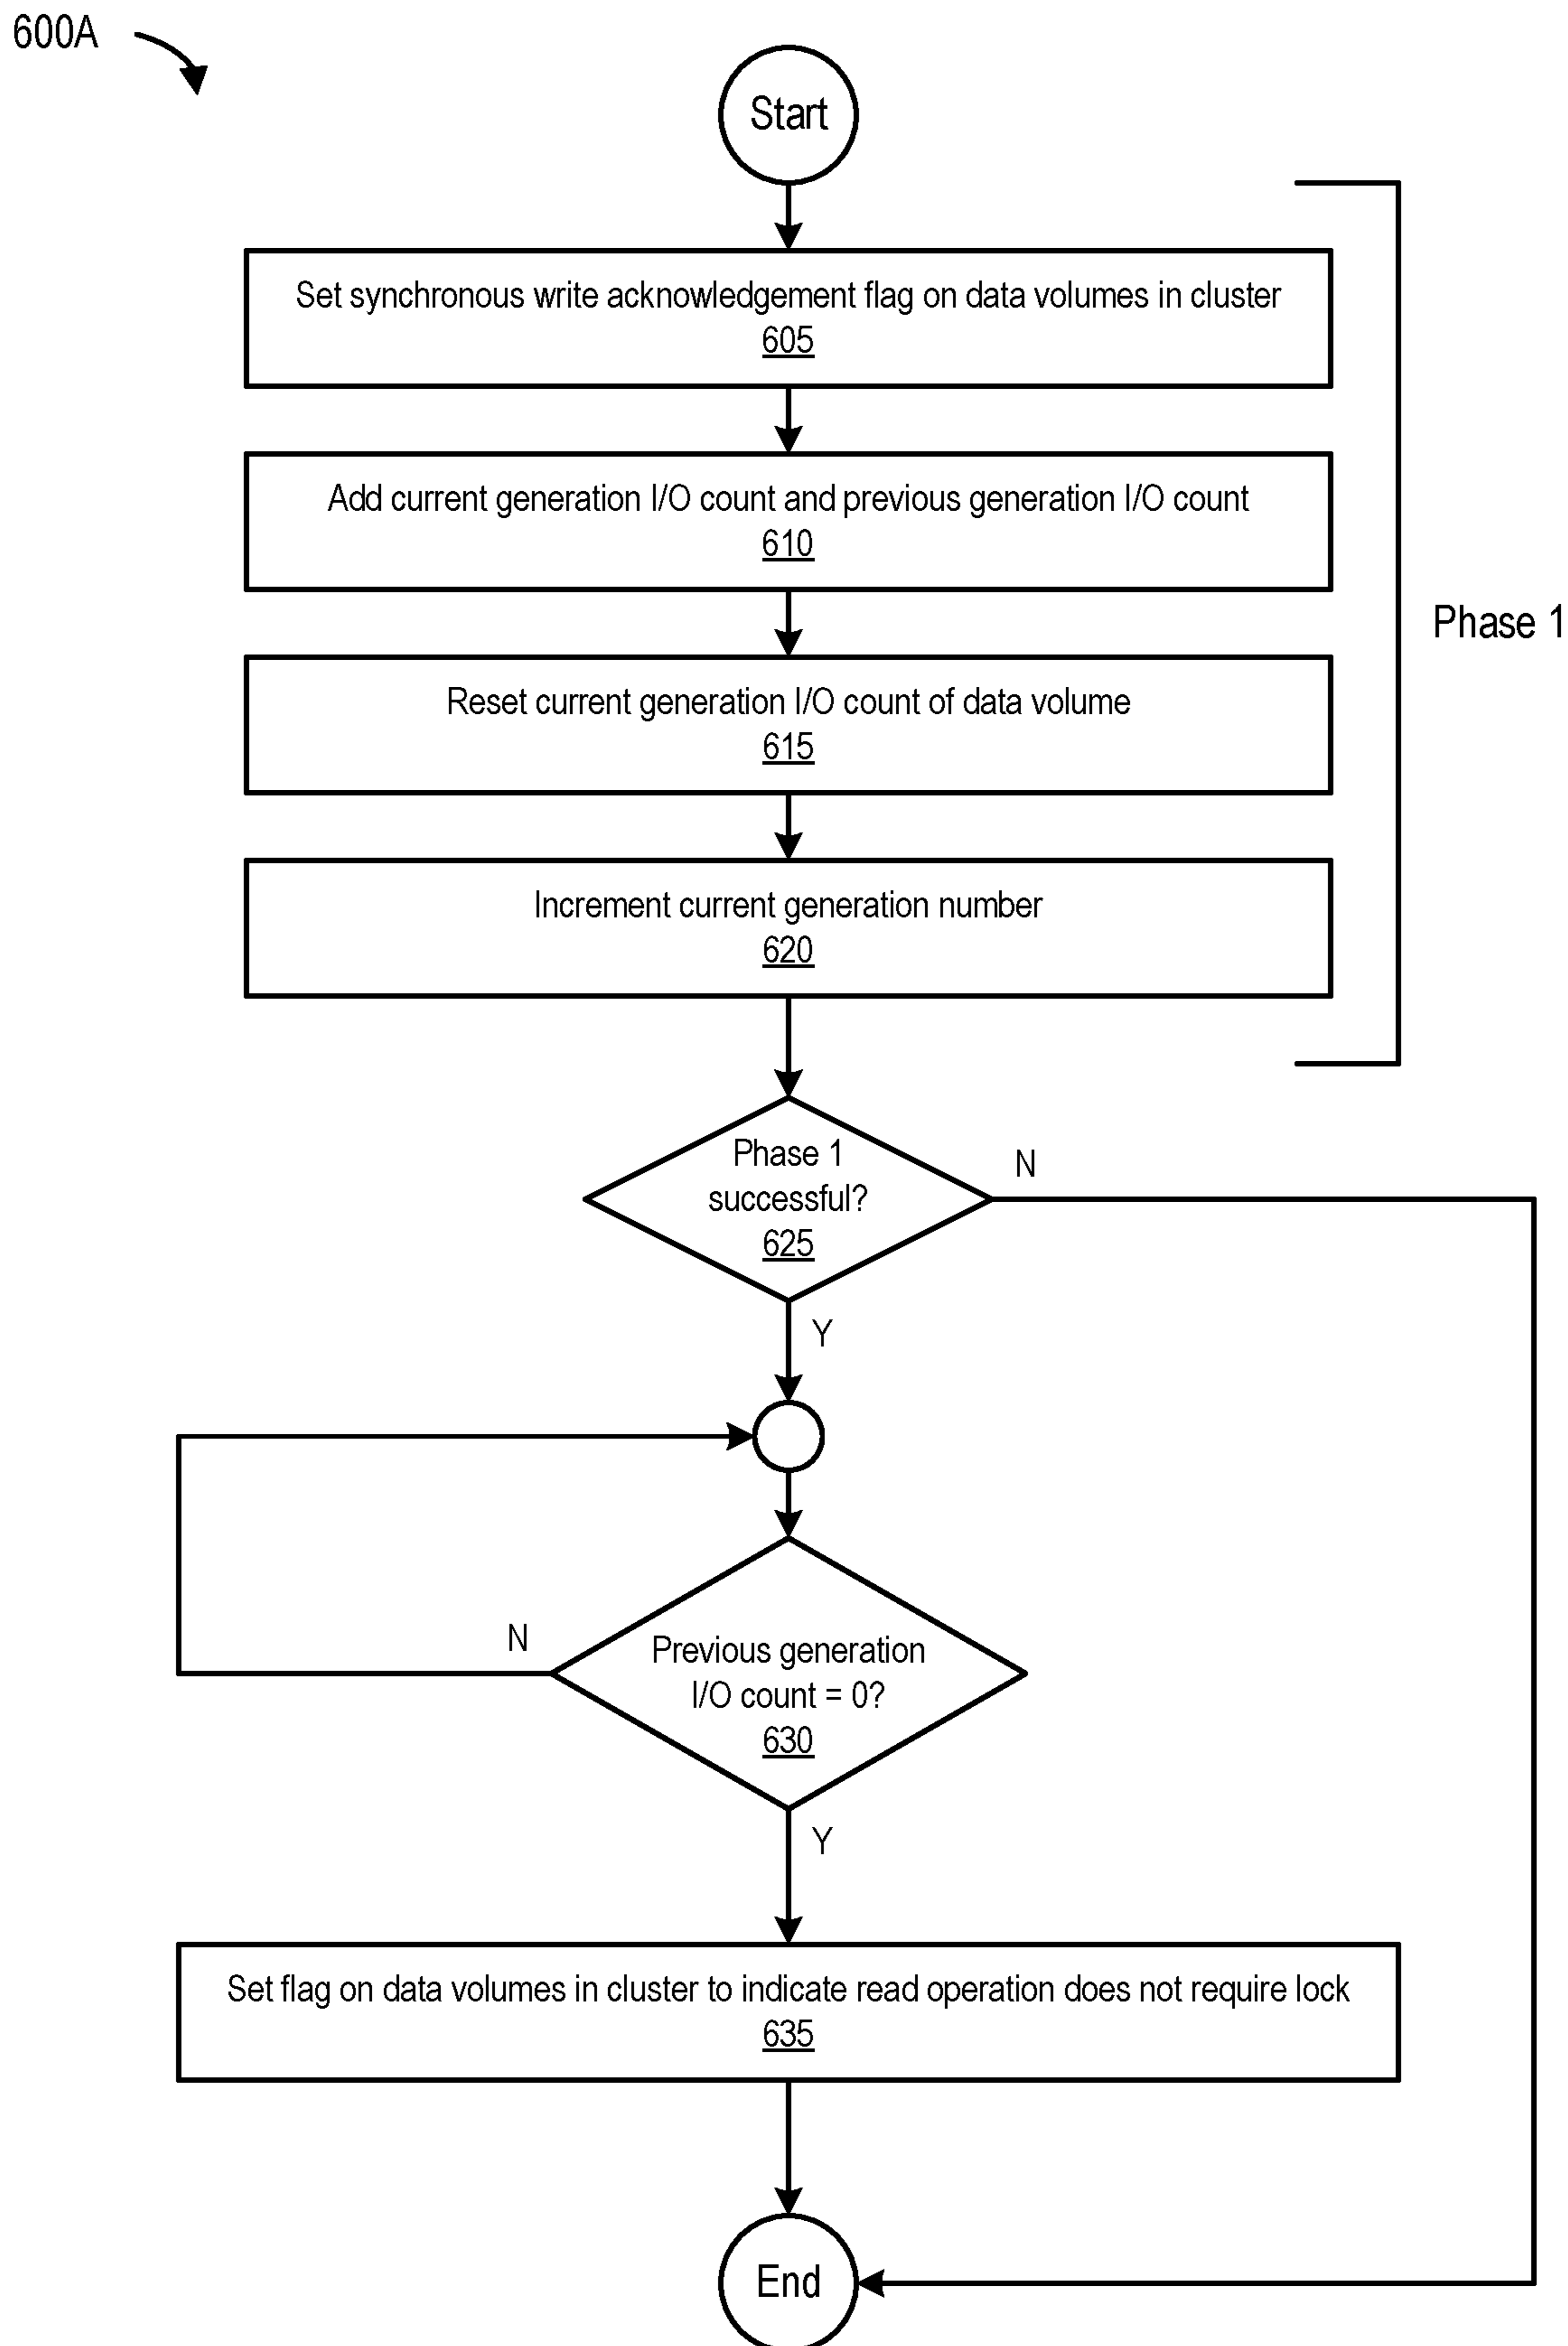 600A
Start
Set synchronous write acknowledgement flag on data volumes in cluster
605
Add current generation I/O count and previous generation I/O count
610
Phase 1
Reset current generation I/O count of data volume
615
Increment current generation number
620
Phase 1
successful?
625
N
Y
N
Previous generation
I/O count = 0?
630
Y
Set flag on data volumes in cluster to indicate read operation does not require lock
635
End